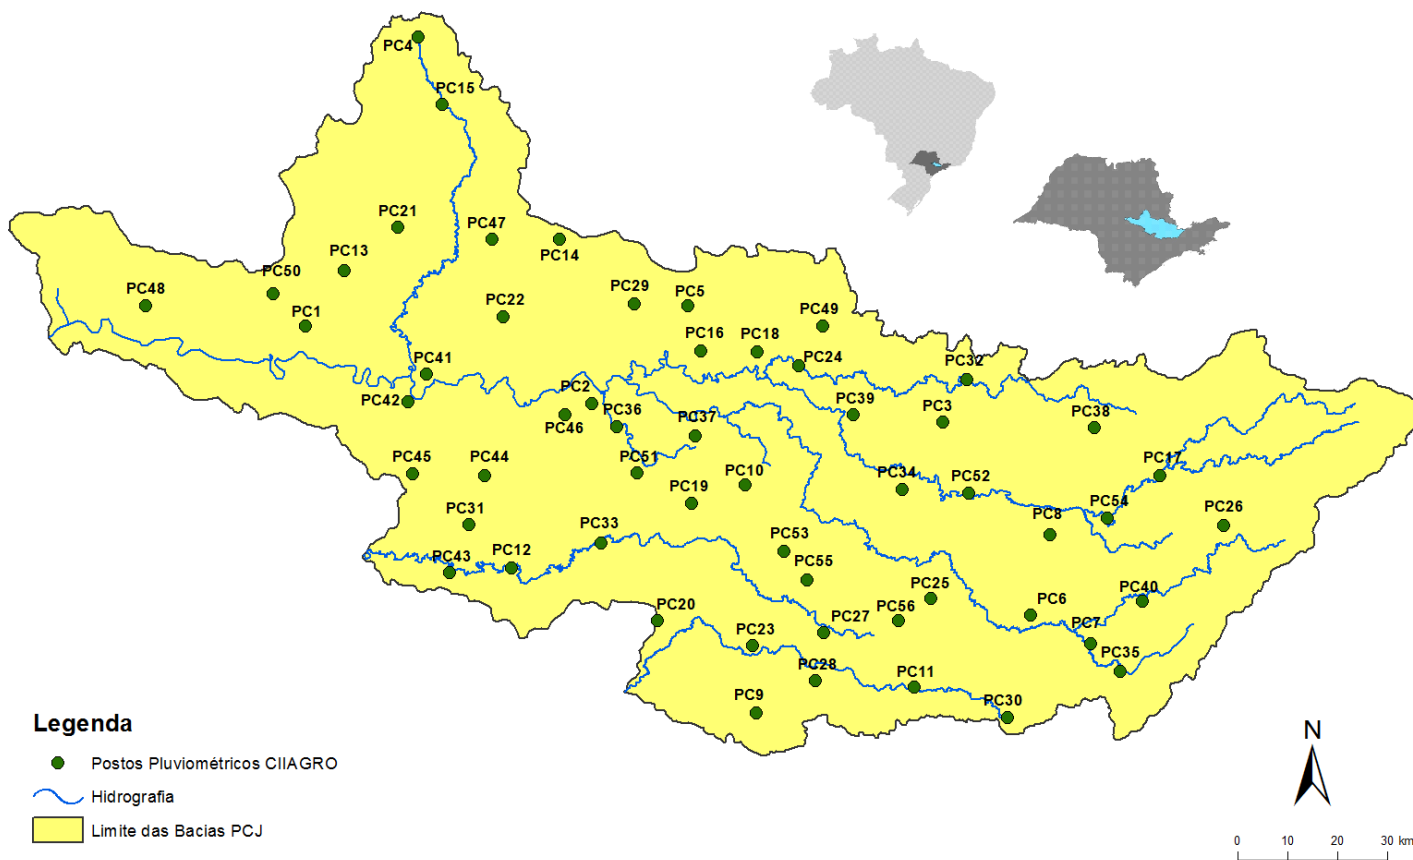 PC4
PC15
PC21
PC47
PC14
PC13
PC50
PC48
PC1
PC22
PC29
PC5
PC49
PC16
PC18
PC24
PC32
PC41
PC42
PC2
PC46
PC36
PC37
PC39
PC3
PC38
PC45
PC44
PC51
PC10
PC34
PC52
PC17
PC19
PC54
PC26
PC31
PC8
PC33
PC53
PC43
PC12
PC55
PC25
PC40
PC20
PC56
PC6
PC27
PC7
PC23
PC35
PC28
PC11
PC9
PC30
Legenda
Postos Pluviométricos CIIAGRO
Hidrografia
Limite das Bacias PCJ
N
0 10 20 30 km